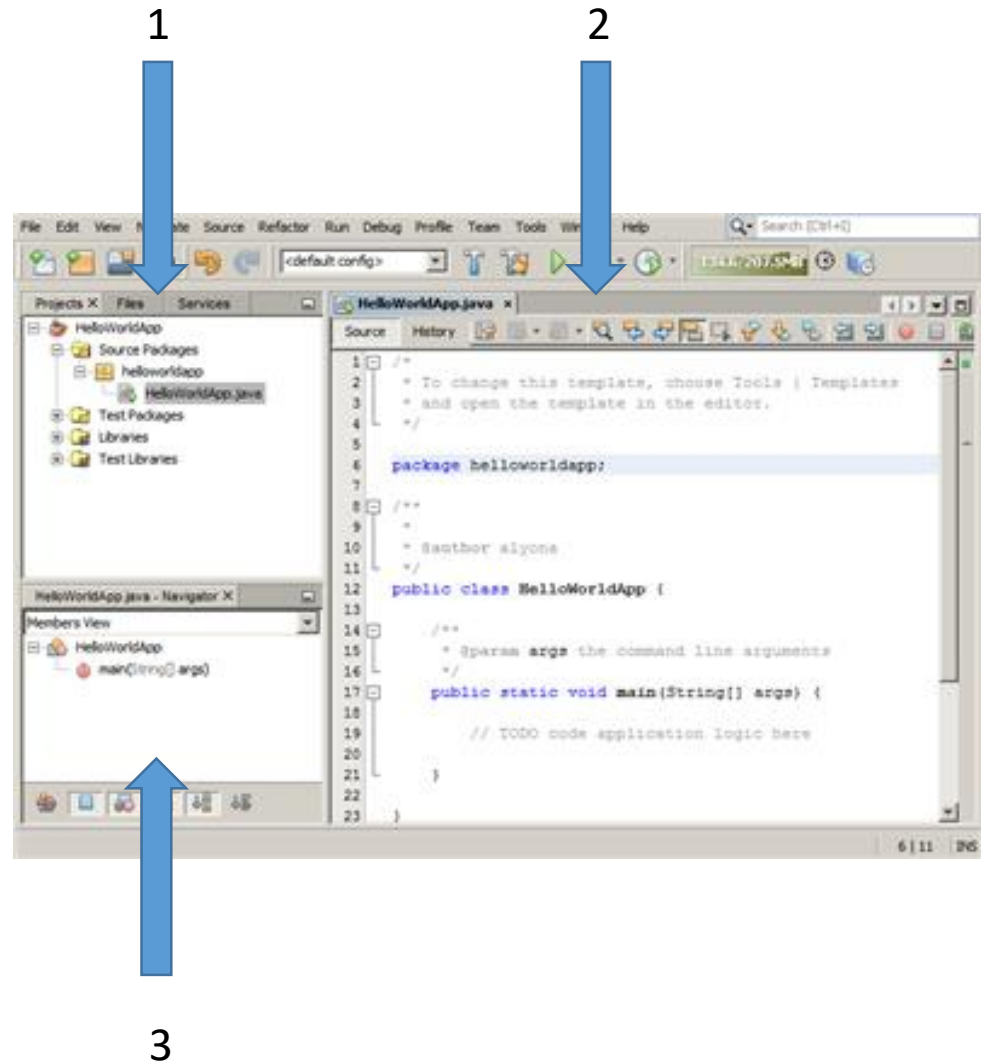 1
2
File Edit View Source Refactor Run Debug Profile Team Tools Help
Search (Ctrl+I)
<default config>
Projects X Files Services
HelloWorldApp
Source Packages
helloworldapp
HelloWorldApp.java
Test Packages
Libraries
Test Libraries
HelloWorldApp.java - Navigator X
Members View
HelloWorldApp
main(String[] args)
HelloWorldApp.java x
Source History
1 /*
2 * To change this template, choose Tools | Templates
3 * and open the template in the editor.
4 */
5
6 package helloworldapp;
7
8 /**
9 *
10 * @author alyona
11 */
12 public class HelloWorldApp {
13
14 /**
15 * @param args the command line arguments
16 */
17 public static void main(String[] args) {
18
19 // TODO code application logic here
20
21 }
22
23 }
6 | 11 INS
3